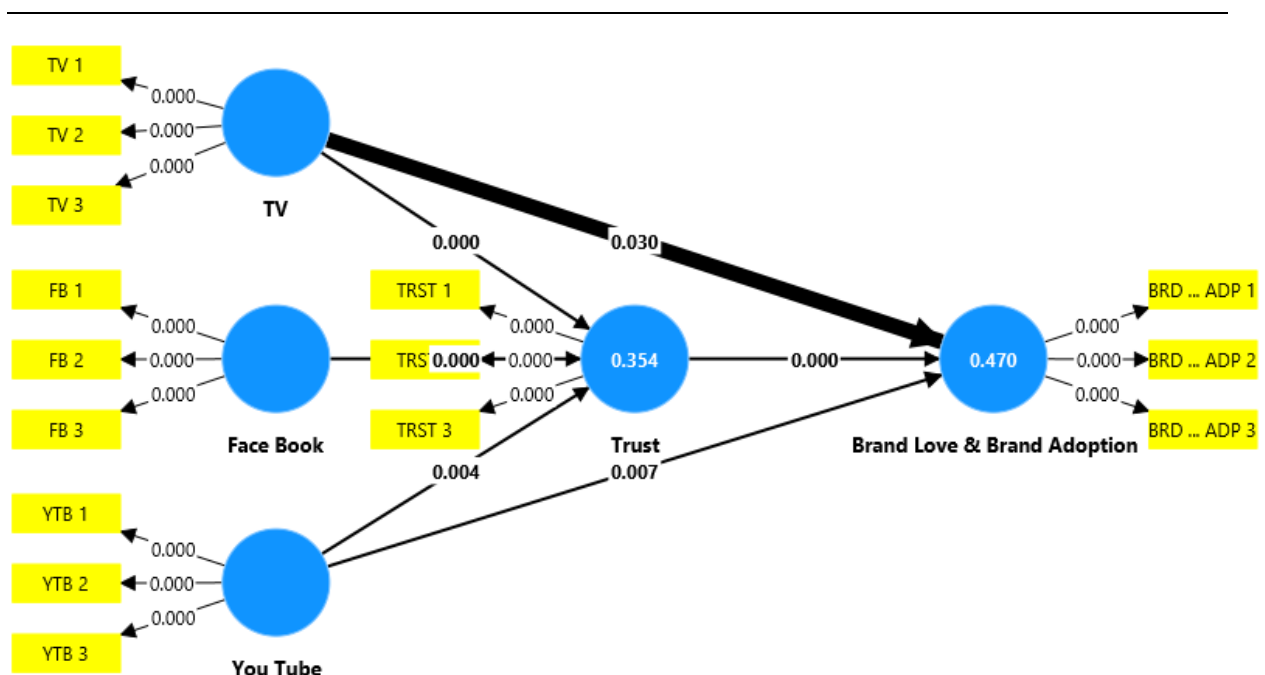 TV 1
0.000
TV 2
0.000
0.000
TV 3
TV
0.000
0.030
FB 1
0.000
FB 2
0.000
0.000
FB 3
Face Book
TRST 1
0.000
TRS
0.000
0.000
0.000
TRST 3
0.354
Trust
0.000
0.470
Brand Love & Brand Adoption
0.000
BRD ... ADP 1
0.000
BRD ... ADP 2
0.000
BRD ... ADP 3
0.004
0.007
YTB 1
0.000
YTB 2
0.000
0.000
YTB 3
You Tube